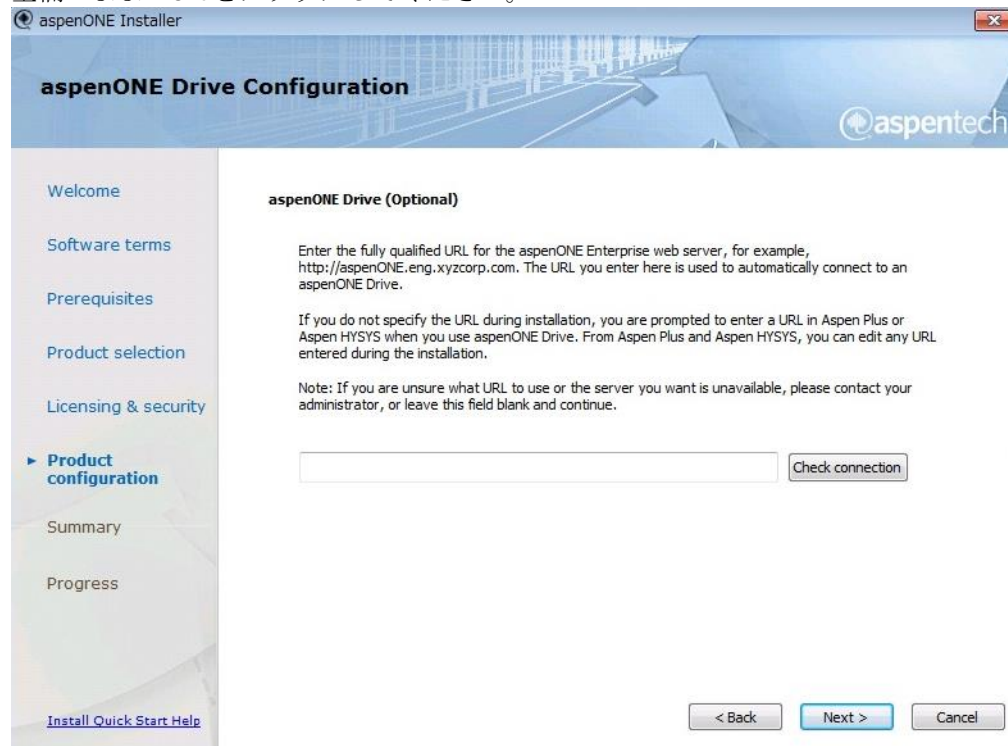 aspenONE Installer
aspenONE Drive Configuration
aspentech
Welcome
Software terms
Prerequisites
Product selection
Licensing & security
Product
configuration
Summary
Progress
Install Quick Start Help
aspenONE Drive (Optional)
Enter the fully qualified URL for the aspenONE Enterprise web server, for example,
http://aspenONE.eng.xyzcorp.com. The URL you enter here is used to automatically connect to an
aspenONE Drive.
If you do not specify the URL during installation, you are prompted to enter a URL in Aspen Plus or
Aspen HYSYS when you use aspenONE Drive. From Aspen Plus and Aspen HYSYS, you can edit any URL
entered during the installation.
Note: If you are unsure what URL to use or the server you want is unavailable, please contact your
administrator, or leave this field blank and continue.
Check connection
< Back
Next >
Cancel